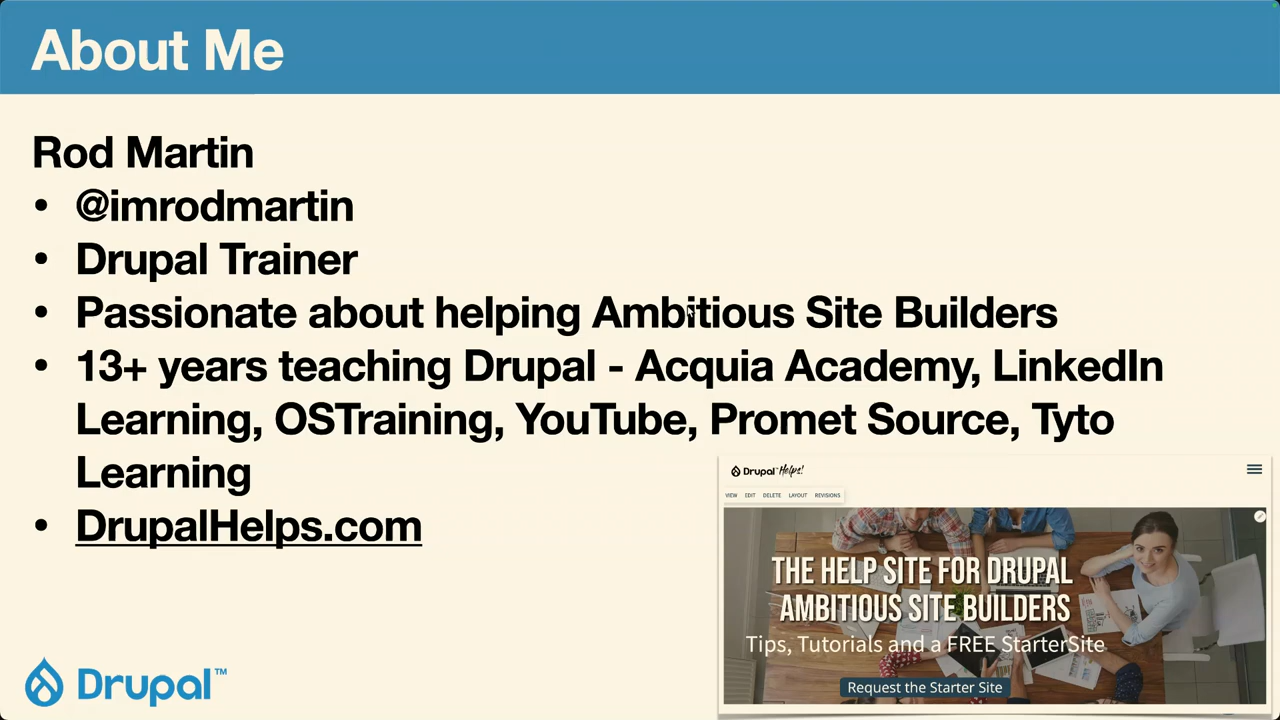 About Me
Rod Martin
• @imrodmartin
• Drupal Trainer
• Passionate about helping Ambitious Site Builders
• 13+ years teaching Drupal - Acquia Academy, LinkedIn
Learning, OSTraining, YouTube, Promet Source, Tyto
Learning
• DrupalHelps.com
Drupal™ Helps!
VIEW EDIT DELETE LAYOUT REVISIONS
THE HELP SITE FOR DRUPAL
AMBITIOUS SITE BUILDERS
Tips, Tutorials and a FREE StarterSite
Request the Starter Site
Drupal™